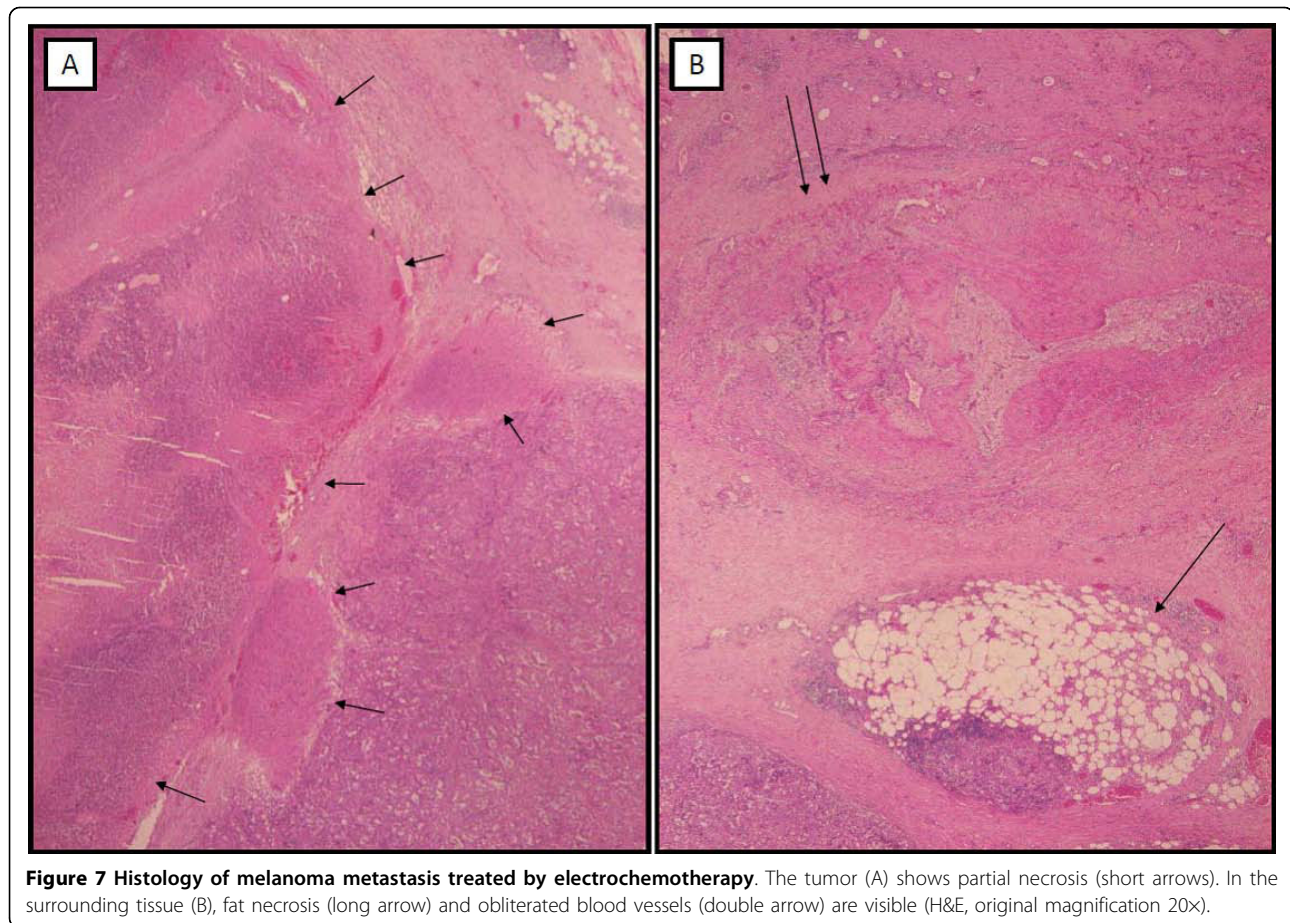 A
B
Figure 7 Histology of melanoma metastasis treated by electrochemotherapy. The tumor (A) shows partial necrosis (short arrows). In the
surrounding tissue (B), fat necrosis (long arrow) and obliterated blood vessels (double arrow) are visible (H&E, original magnification 20×).